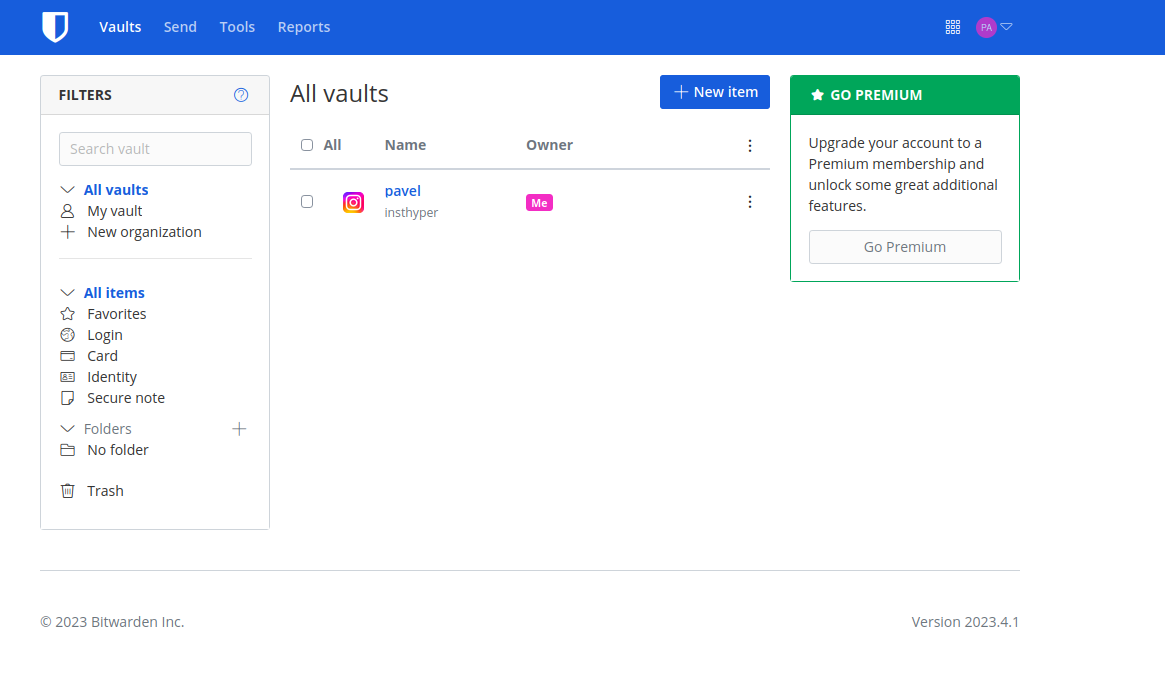 Vaults Send Tools Reports
PA
FILTERS
Search vault
All vaults
My vault
New organization
All items
Favorites
Login
Card
Identity
Secure note
Folders
No folder
Trash
All vaults
New item
All Name Owner
pavel
insthyper
Me
GO PREMIUM
Upgrade your account to a
Premium membership and
unlock some great additional
features.
Go Premium
© 2023 Bitwarden Inc.
Version 2023.4.1